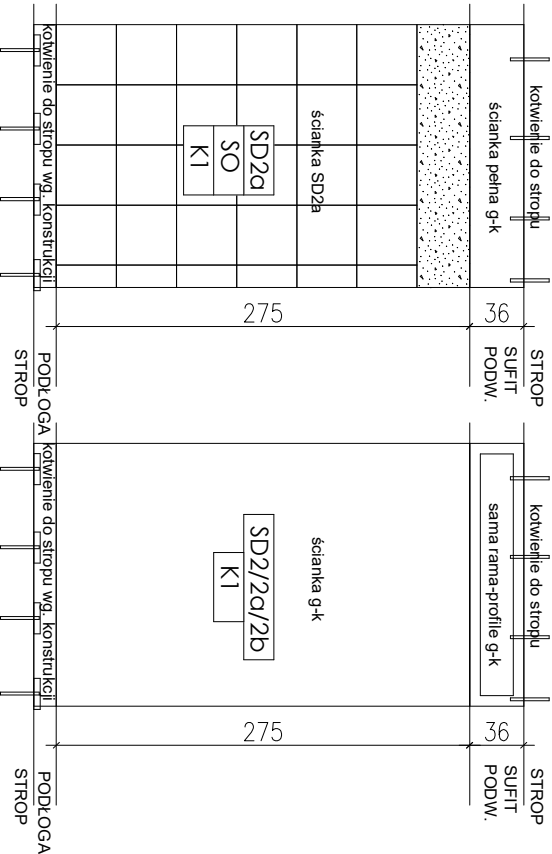 kotwienie do stropu
ścianka pełna g-k
ścianka SD2a
SD2a
SO
K1
kotwienie do stropu wg. konstrukcji
STROP
SUFIT
PODW.
36
275
PODŁOGA
STROP
kotwienie do stropu
sama rama-profile g-k
ścianka g-k
SD2/2a/2b
K1
kotwienie do stropu wg. konstrukcji
STROP
SUFIT
PODW.
36
275
PODŁOGA
STROP